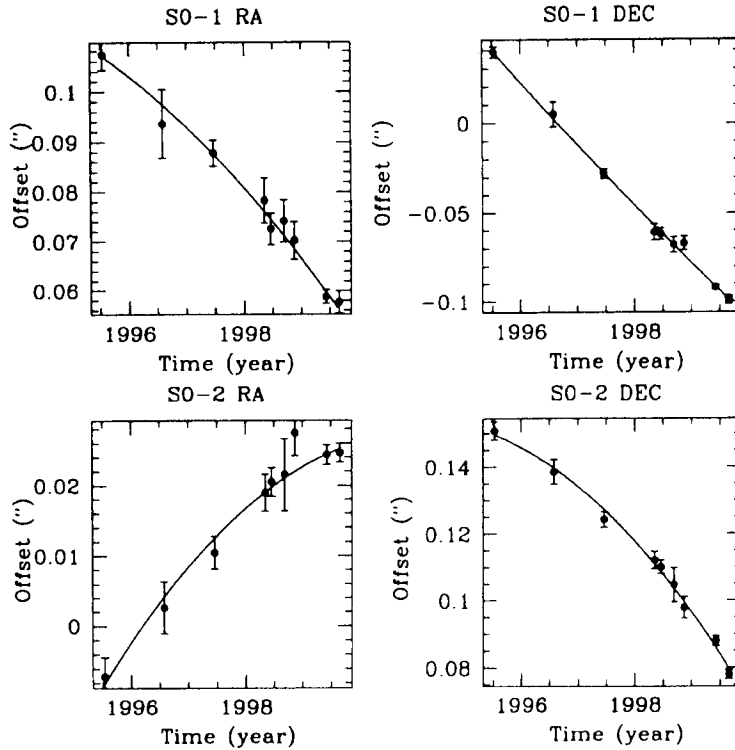 S0-1 RA
Offset (")
0.1
0.09
0.08
0.07
0.06
1996
1998
Time (year)
S0-1 DEC
Offset (")
0
-0.05
-0.1
1996
1998
Time (year)
S0-2 RA
Offset (")
0.02
0.01
0
1996
1998
Time (year)
S0-2 DEC
Offset (")
0.14
0.12
0.1
0.08
1996
1998
Time (year)